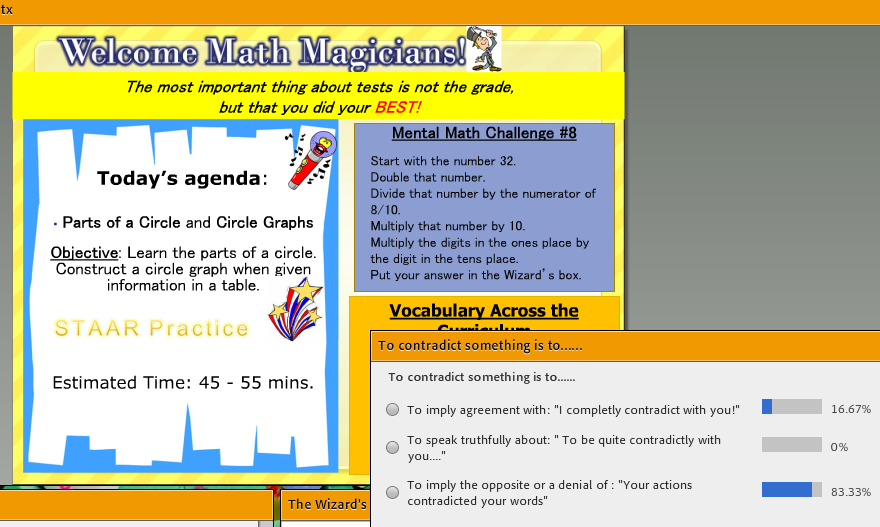 tx
Welcome Math Magicians!
The most important thing about tests is not the grade,
but that you did your BEST!
Today's agenda:
· Parts of a Circle and Circle Graphs
Objective: Learn the parts of a circle.
Construct a circle graph when given
information in a table.
STAAR Practice
Estimated Time: 45 - 55 mins.
Mental Math Challenge #8
Start with the number 32.
Double that number.
Divide that number by the numerator of
8/10.
Multiply that number by 10.
Multiply the digits in the ones place by
the digit in the tens place.
Put your answer in the Wizard's box.
Vocabulary Across the
Curriculum
To contradict something is to......
To contradict something is to......
To imply agreement with: "I completly contradict with you!"
16.67%
To speak truthfully about: " To be quite contradictly with
you...."
0%
To imply the opposite or a denial of : "Your actions
contradicted your words"
83.33%
The Wizard's